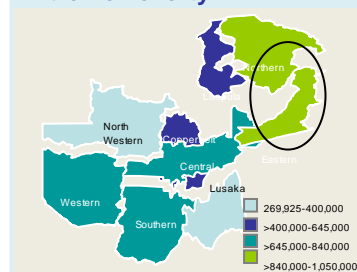 Northern
North
Western
Copperbelt
Eastern
Central
Lusaka
Western
Southern
269,925-400,000
>400,000-645,000
>645,000-840,000
>840,000-1,050,000